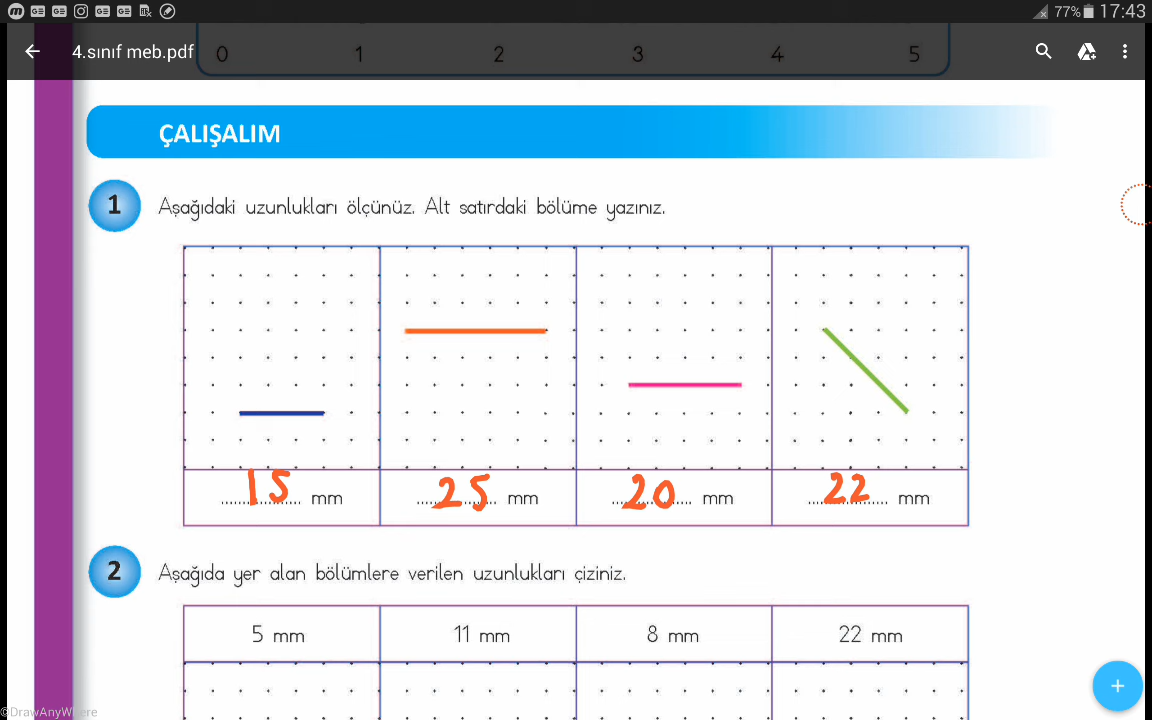 77% 17:43
4.sınıf meb.pdf
0 1 2 3 4 5
ÇALIŞALIM
1 Aşağıdaki uzunlukları ölçünüz. Alt satırdaki bölüme yazınız.
15 mm 25 mm 20 mm 22 mm
2 Aşağıda yer alan bölümlere verilen uzunlukları çiziniz.
5 mm 11 mm 8 mm 22 mm
©DrawAnyWhere